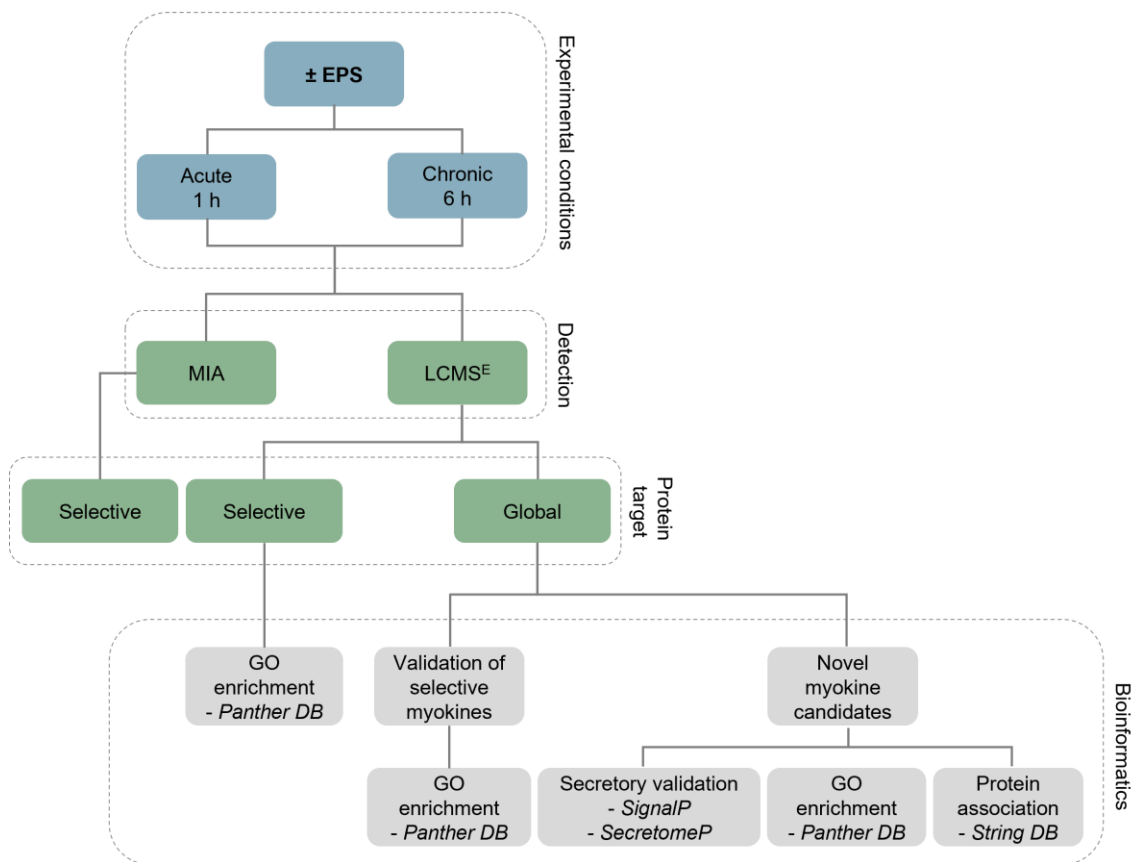 ± EPS
Acute
1 h
Chronic
6 h
Experimental conditions
MIA
LCMSᴱ
Detection
Selective
Selective
Global
Protein
target
GO
enrichment
- Panther DB
Validation of
selective
myokines
Novel
myokine
candidates
GO
enrichment
- Panther DB
Secretory validation
- SignalP
- SecretomeP
GO
enrichment
- Panther DB
Protein
association
- String DB
Bioinformatics